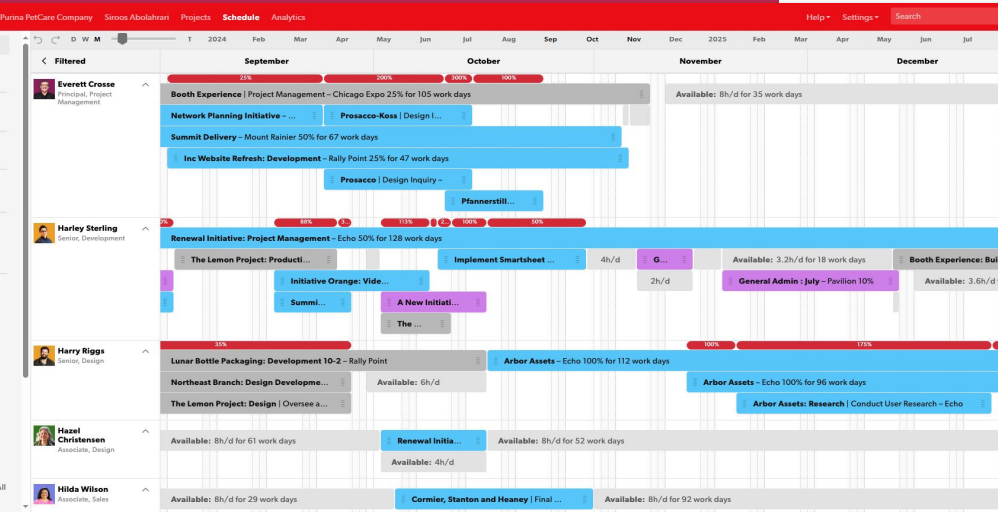 Purina PetCare Company Siroos Abolahrari Projects Schedule Analytics Help Settings Search
D W M T 2024 Feb Mar Apr May Jun Jul Aug Sep Oct Nov Dec 2025 Feb Mar Apr May Jun Jul
Filtered September October November December
25% 200% 300% 100%
Everett Crosse
Principal, Project
Management
Booth Experience | Project Management – Chicago Expo 25% for 105 work days
Available: 8h/d for 35 work days
Network Planning Initiative – ... Prosacco-Koss | Design I...
Summit Delivery – Mount Rainier 50% for 67 work days
Inc Website Refresh: Development – Rally Point 25% for 47 work days
Prosacco | Design Inquiry –
Pfannerstill...
88% 3... 113% 2... 100% 50%
Harley Sterling
Senior, Development
Renewal Initiative: Project Management – Echo 50% for 128 work days
The Lemon Project: Producti... Implement Smartsheet ... 4h/d G... Available: 3.2h/d for 18 work days Booth Experience: Bui
Initiative Orange: Vide... 2h/d General Admin : July – Pavilion 10% Available: 3.6h/d
Summi... A New Initiati...
The ...
35% 100% 175%
Harry Riggs
Senior, Design
Lunar Bottle Packaging: Development 10-2 – Rally Point Arbor Assets – Echo 100% for 112 work days
Northeast Branch: Design Developme... Available: 6h/d Arbor Assets – Echo 100% for 96 work days
The Lemon Project: Design | Oversee a... Arbor Assets: Research | Conduct User Research – Echo
Hazel
Christensen
Associate, Design
Available: 8h/d for 61 work days Renewal Initia... Available: 8h/d for 52 work days
Available: 4h/d
Hilda Wilson
Associate, Sales
Available: 8h/d for 29 work days Cormier, Stanton and Heaney | Final ... Available: 8h/d for 92 work days